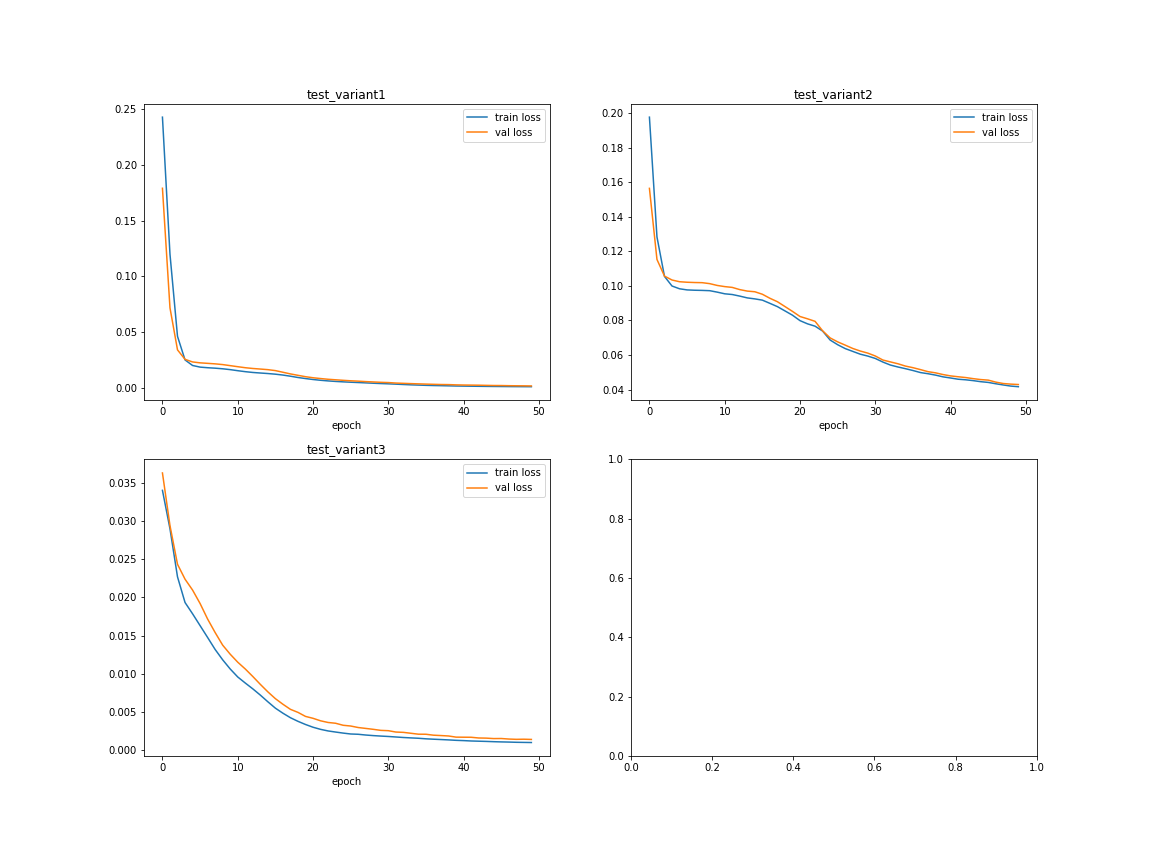 test_variant1
0.25
0.20
0.15
0.10
0.05
0.00
train loss
val loss
0 10 20 30 40 50
epoch
test_variant2
0.20
0.18
0.16
0.14
0.12
0.10
0.08
0.06
0.04
train loss
val loss
0 10 20 30 40 50
epoch
test_variant3
0.035
0.030
0.025
0.020
0.015
0.010
0.005
0.000
train loss
val loss
0 10 20 30 40 50
epoch
1.0
0.8
0.6
0.4
0.2
0.0
0.0 0.2 0.4 0.6 0.8 1.0